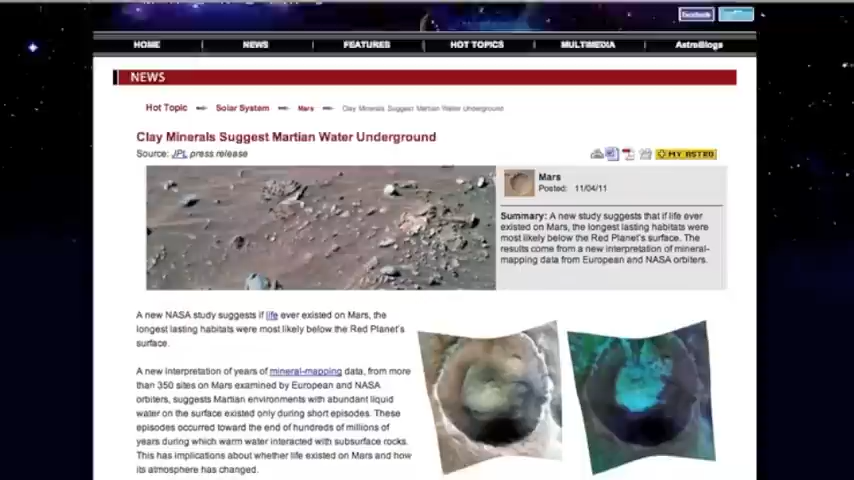 facebook
HOME
NEWS
FEATURES
HOT TOPICS
MULTIMEDIA
AstroBlogs
NEWS
Hot Topic
Solar System
Mars
Clay Minerals Suggest Martian Water Underground
Clay Minerals Suggest Martian Water Underground
Source: JPL press release
MY ASTRO
Mars
Posted: 11/04/11
Summary: A new study suggests that if life ever
existed on Mars, the longest lasting habitats were
most likely below the Red Planet's surface. The
results come from a new interpretation of mineral-
mapping data from European and NASA orbiters.
A new NASA study suggests if life ever existed on Mars, the
longest lasting habitats were most likely below the Red Planet's
surface.
A new interpretation of years of mineral-mapping data, from more
than 350 sites on Mars examined by European and NASA
orbiters, suggests Martian environments with abundant liquid
water on the surface existed only during short episodes. These
episodes occurred toward the end of hundreds of millions of
years during which warm water interacted with subsurface rocks.
This has implications about whether life existed on Mars and how
its atmosphere has changed.